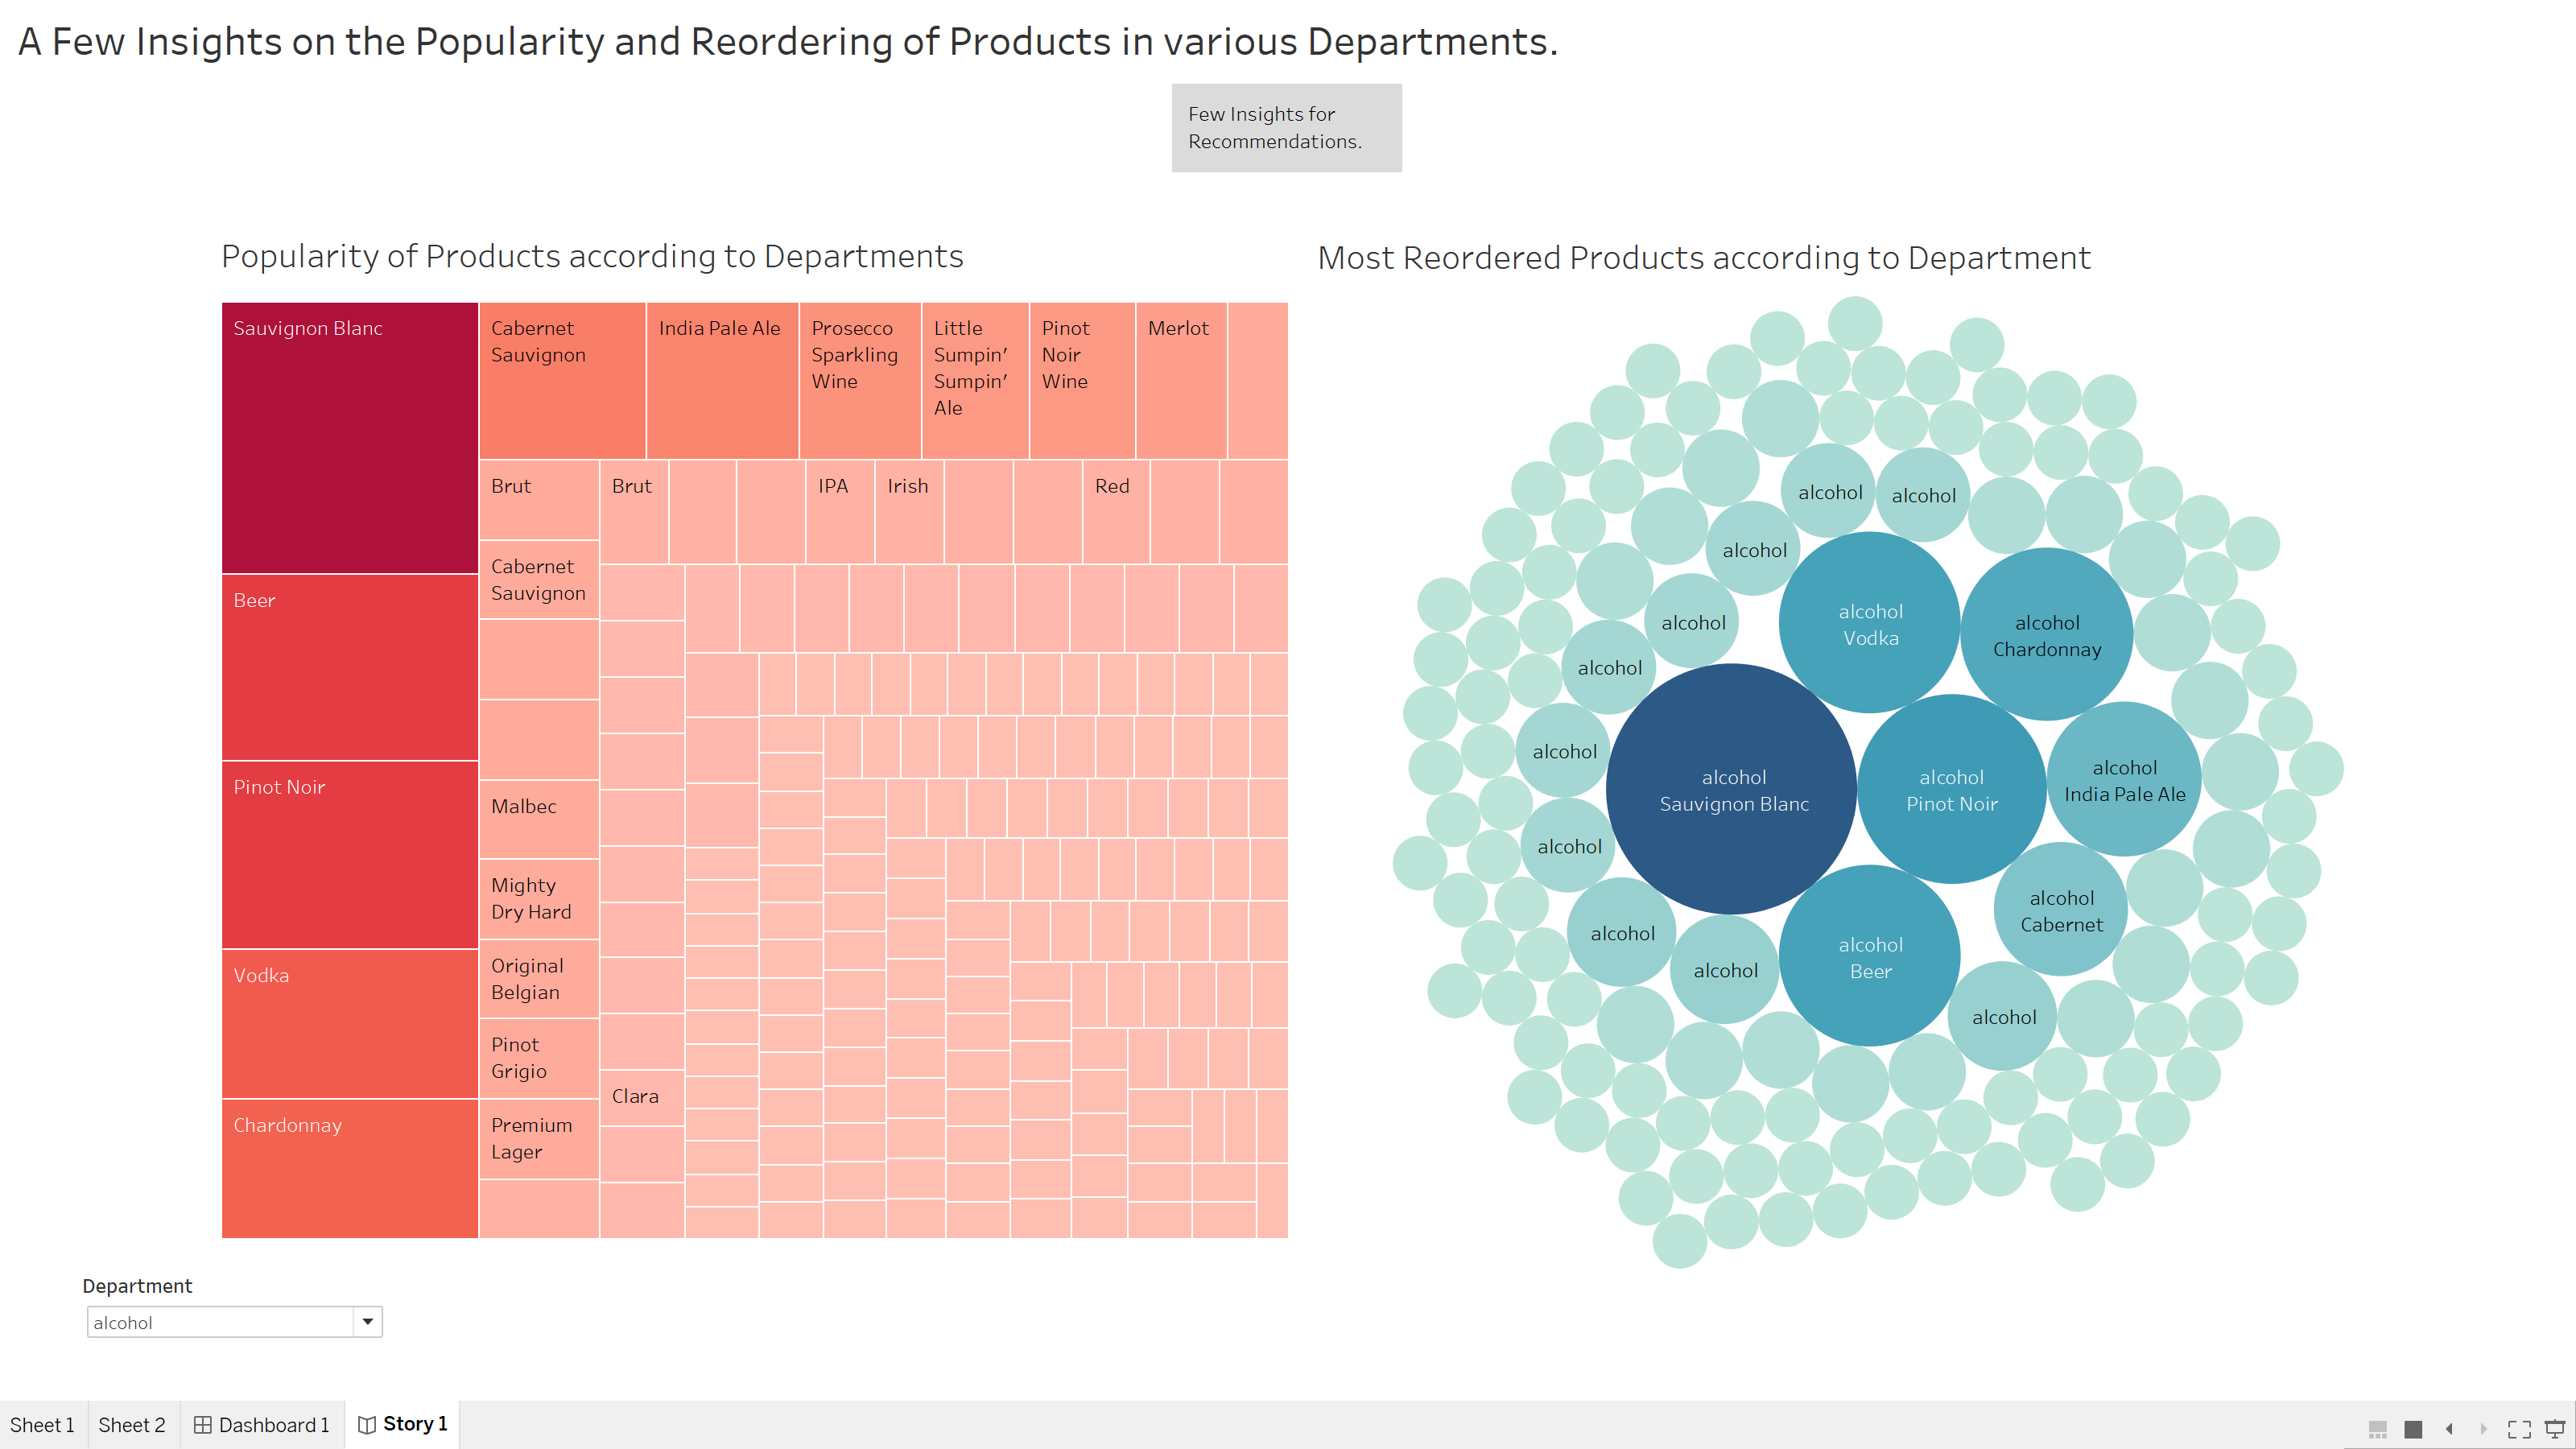 A Few Insights on the Popularity and Reordering of Products in various Departments.
Few Insights for
Recommendations.
Popularity of Products according to Departments
Sauvignon Blanc
Beer
Pinot Noir
Vodka
Chardonnay
Cabernet
Sauvignon
India Pale Ale
Prosecco
Sparkling
Wine
Little
Sumpin'
Sumpin'
Ale
Pinot
Noir
Wine
Merlot
Brut
Cabernet
Sauvignon
Malbec
Mighty
Dry Hard
Original
Belgian
Pinot
Grigio
Premium
Lager
Brut
IPA
Irish
Red
Clara
Most Reordered Products according to Department
alcohol
alcohol
alcohol
alcohol
alcohol
alcohol
Vodka
alcohol
Chardonnay
alcohol
alcohol
Sauvignon Blanc
alcohol
Pinot Noir
alcohol
India Pale Ale
alcohol
alcohol
Cabernet
alcohol
alcohol
alcohol
Beer
alcohol
Department
alcohol
Sheet 1
Sheet 2
Dashboard 1
Story 1